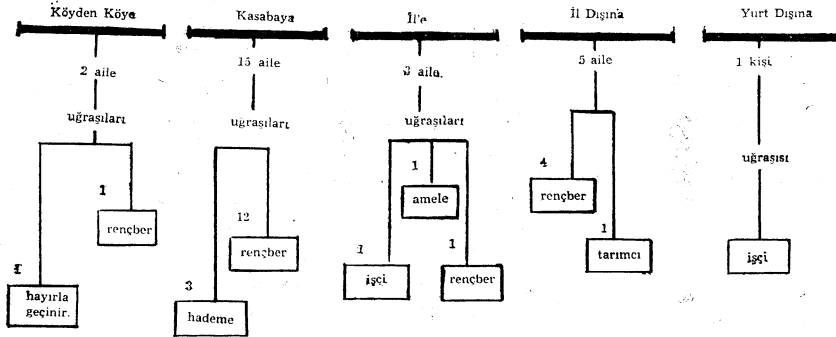 Köyden Köye
2 aile
uğraşıları
1
rençber
1
hayırla
geçinir.
Kasabaya
15 aile
uğraşıları
12
rençber
3
hademe
İl'e
3 aile.
uğraşıları
1
amele
1
işçi
1
rençber
İl Dışına
5 aile
4
rençber
1
tarımcı
Yurt Dışına
1 kişi
uğraşısı
işçi